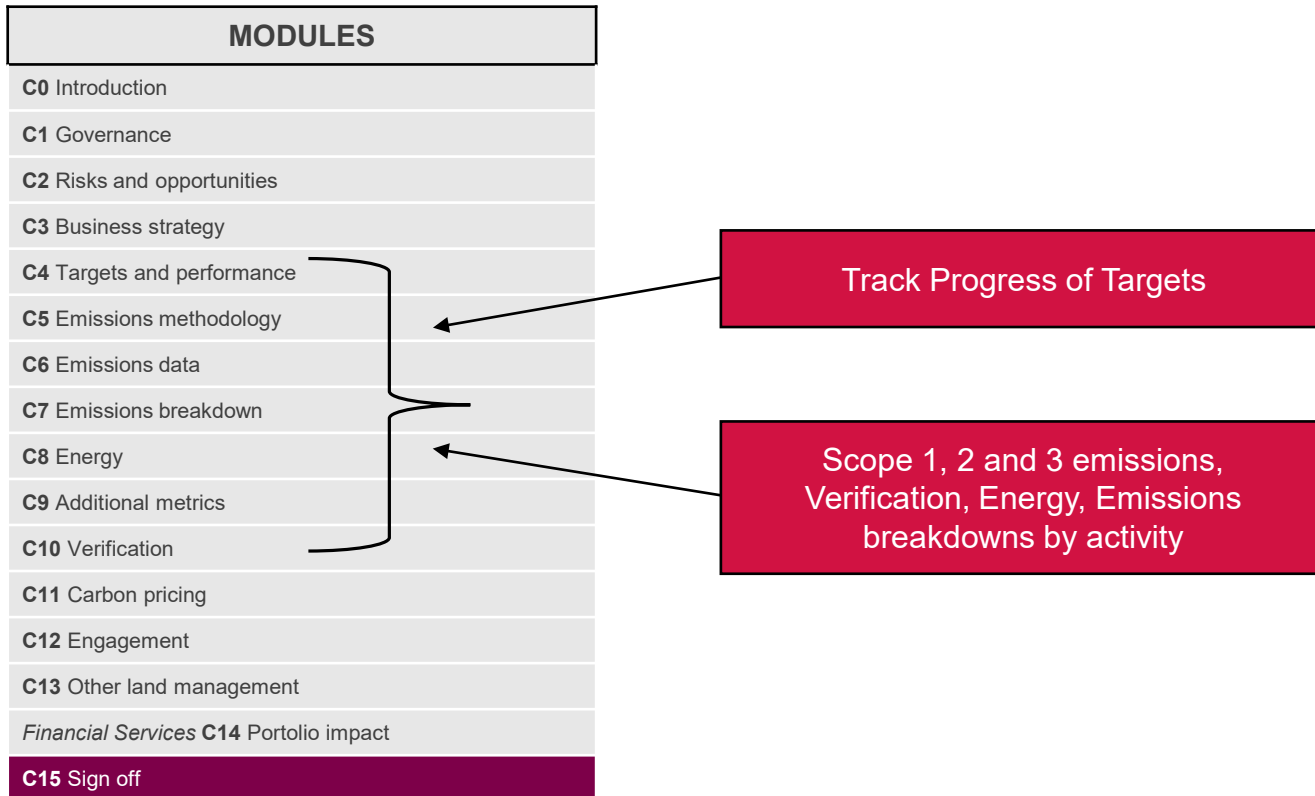 MODULES
C0 Introduction
C1 Governance
C2 Risks and opportunities
C3 Business strategy
C4 Targets and performance
C5 Emissions methodology
C6 Emissions data
C7 Emissions breakdown
C8 Energy
C9 Additional metrics
C10 Verification
C11 Carbon pricing
C12 Engagement
C13 Other land management
Financial Services C14 Portolio impact
C15 Sign off
Track Progress of Targets
Scope 1, 2 and 3 emissions,
Verification, Energy, Emissions
breakdowns by activity